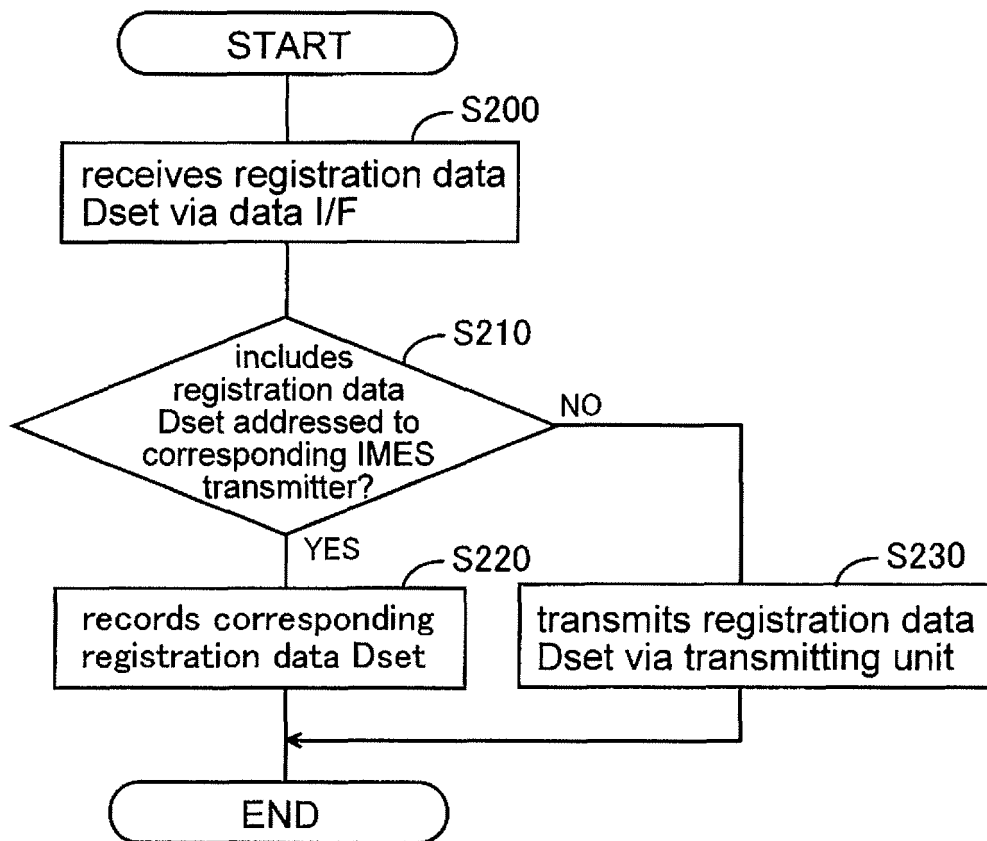 START
S200
receives registration data
Dset via data I/F
S210
includes
registration data
Dset addressed to
corresponding IMES
transmitter?
NO
YES
S220
records corresponding
registration data Dset
S230
transmits registration data
Dset via transmitting unit
END